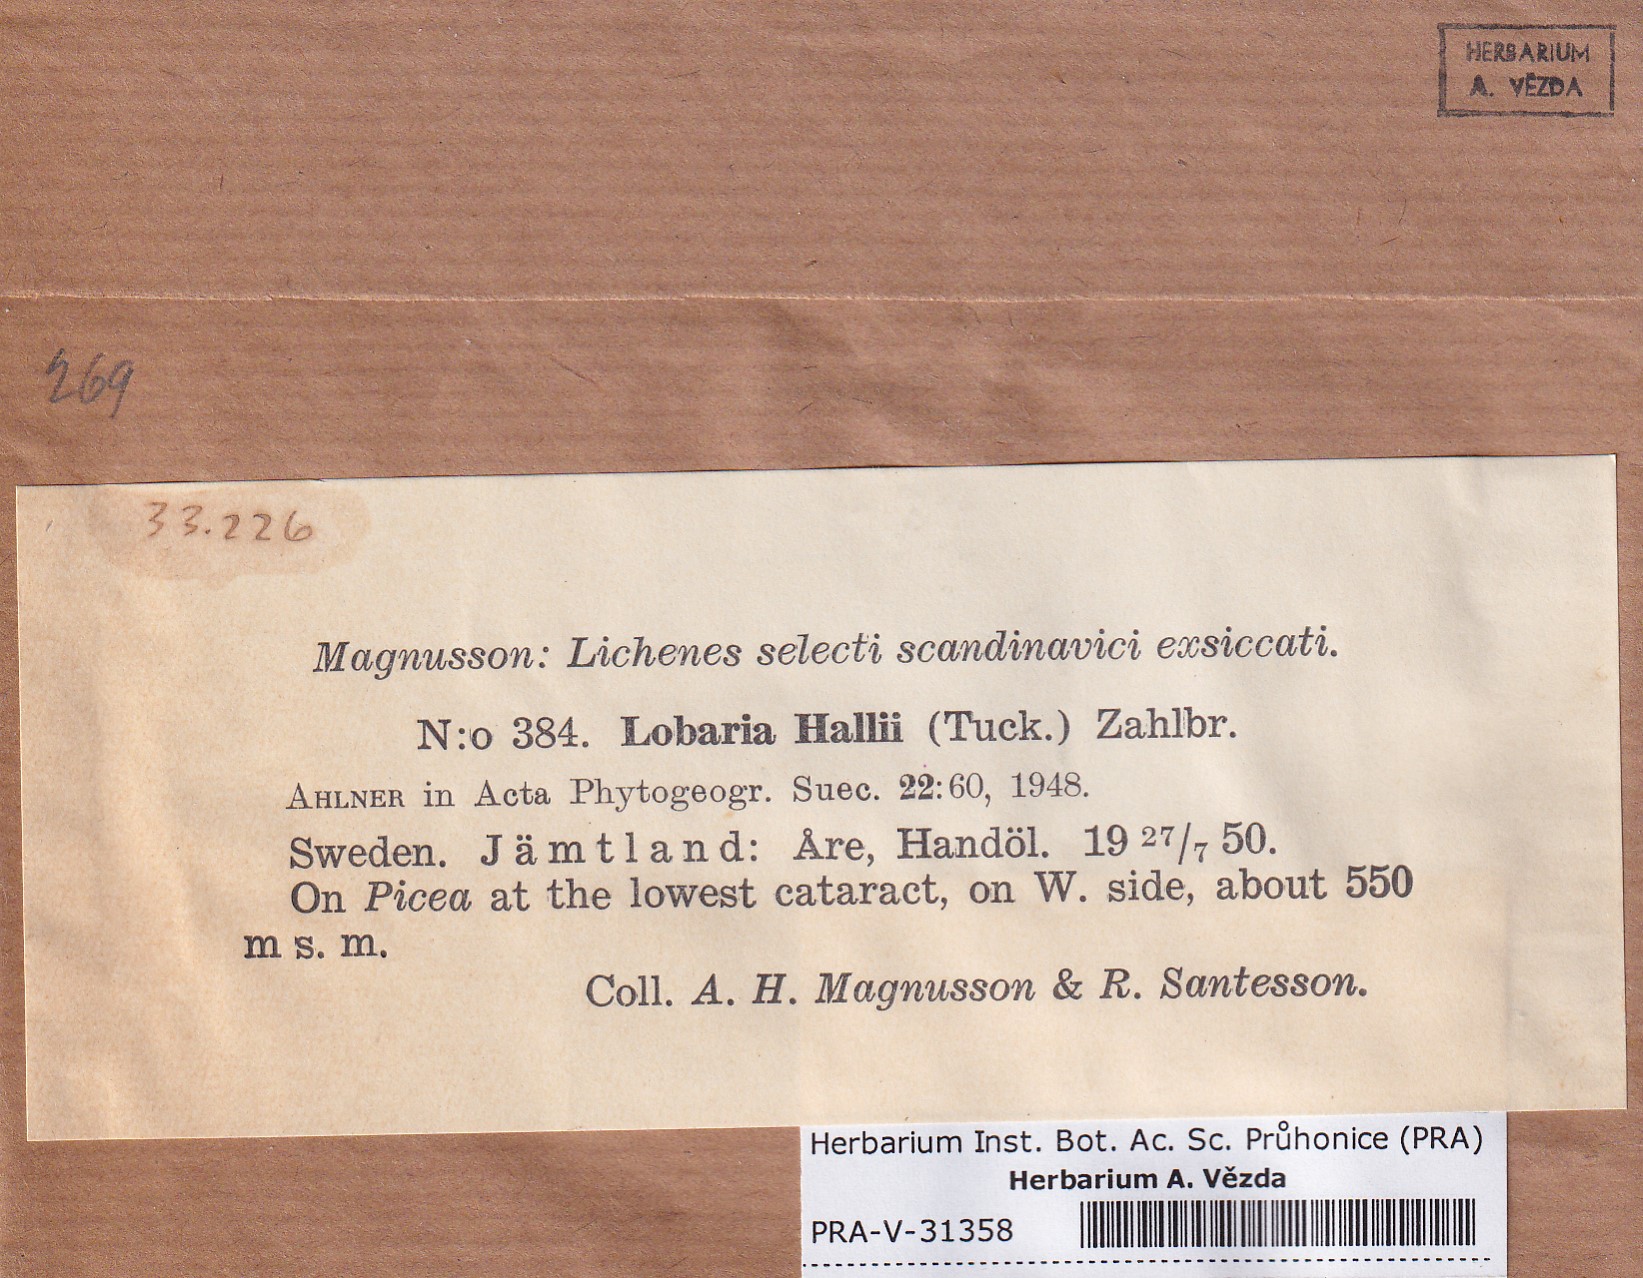 HERBARIUM
A. VĚZDA
269
33.226
Magnusson: Lichenes selecti scandinavici exsiccati.
N:o 384. Lobaria Hallii (Tuck.) Zahlbr.
AHLNER in Acta Phytogeogr. Suec. 22:60, 1948.
Sweden. Jämtland: Åre, Handöl. 19 27/7 50.
On Picea at the lowest cataract, on W. side, about 550
m s. m.
Coll. A. H. Magnusson & R. Santesson.
Herbarium Inst. Bot. Ac. Sc. Průhonice (PRA)
Herbarium A. Vězda
PRA-V-31358